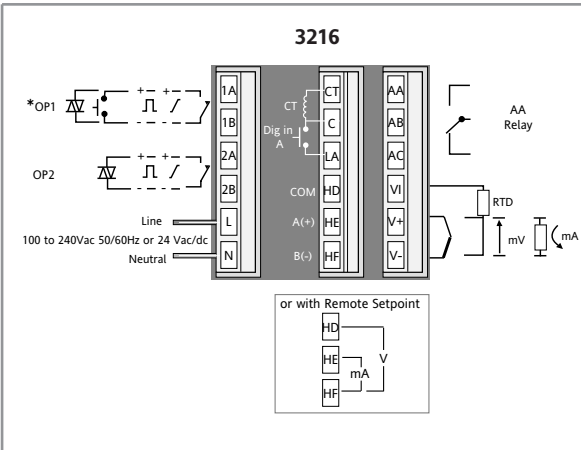 3216
*OP1
+ -
+ -
- -
- -
1A
1B
2A
2B
L
N
OP2
+ -
+ -
- -
- -
Line
100 to 240Vac 50/60Hz or 24 Vac/dc
Neutral
CT
Dig in
A
COM
A(+)
B(-)
CT
C
LA
HD
HE
HF
AA
AB
AC
VI
V+
V-
AA
Relay
RTD
mV
mA
or with Remote Setpoint
HD
HE
HF
V
mA